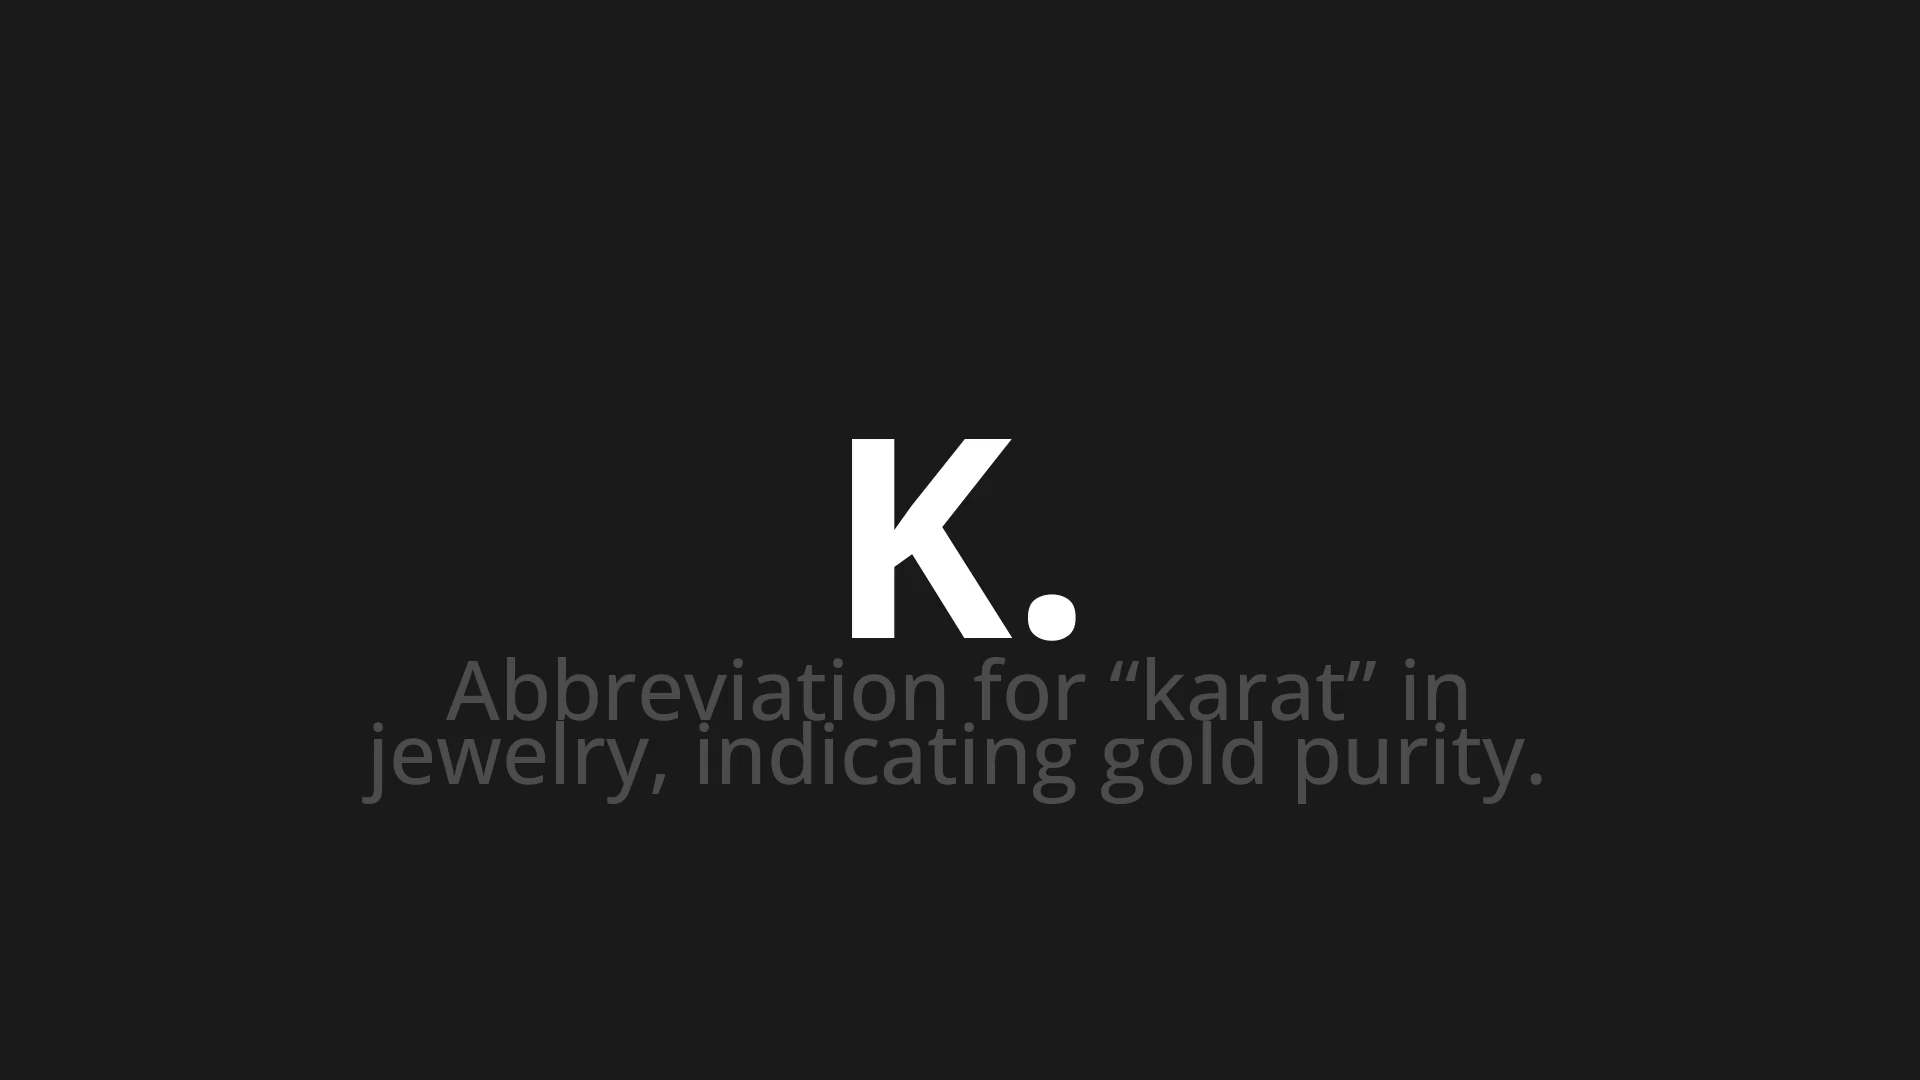 K.
Abbreviation for “karat” in
jewelry, indicating gold purity.